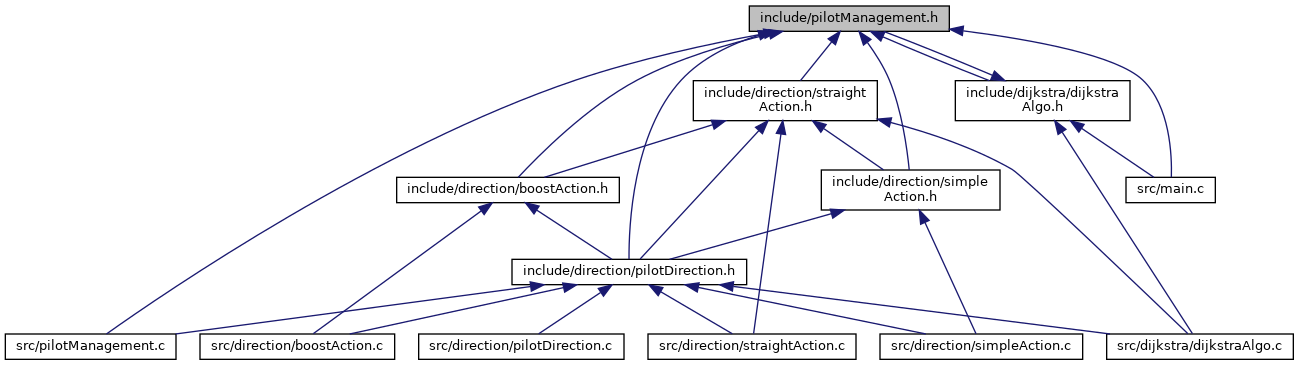 include/pilotManagement.h
include/direction/straight
Action.h
include/dijkstra/dijkstra
Algo.h
include/direction/boostAction.h
include/direction/simple
Action.h
src/main.c
include/direction/pilotDirection.h
src/pilotManagement.c
src/direction/boostAction.c
src/direction/pilotDirection.c
src/direction/straightAction.c
src/direction/simpleAction.c
src/dijkstra/dijkstraAlgo.c